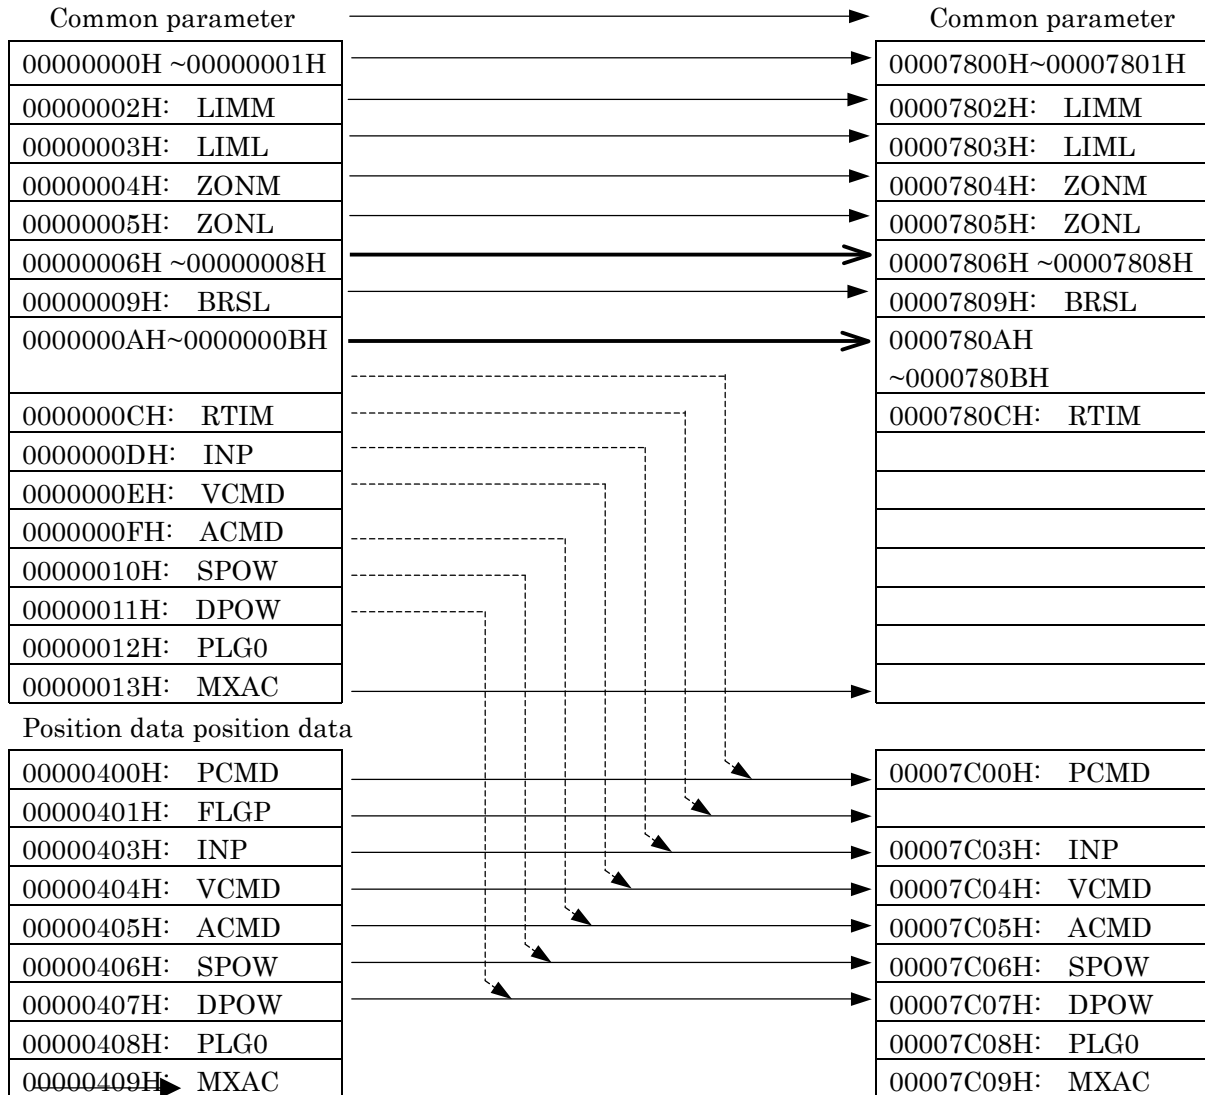 Common parameter
00000000H ~00000001H
00000002H: LIMM
00000003H: LIML
00000004H: ZONM
00000005H: ZONL
00000006H ~00000008H
00000009H: BRSL
0000000AH~0000000BH
0000000CH: RTIM
0000000DH: INP
0000000EH: VCMD
0000000FH: ACMD
00000010H: SPOW
00000011H: DPOW
00000012H: PLG0
00000013H: MXAC
Position data position data
00000400H: PCMD
00000401H: FLGP
00000403H: INP
00000404H: VCMD
00000405H: ACMD
00000406H: SPOW
00000407H: DPOW
00000408H: PLG0
00000409H: MXAC
Common parameter
00007800H~00007801H
00007802H: LIMM
00007803H: LIML
00007804H: ZONM
00007805H: ZONL
00007806H ~00007808H
00007809H: BRSL
0000780AH
~0000780BH
0000780CH: RTIM
00007C00H: PCMD
00007C03H: INP
00007C04H: VCMD
00007C05H: ACMD
00007C06H: SPOW
00007C07H: DPOW
00007C08H: PLG0
00007C09H: MXAC